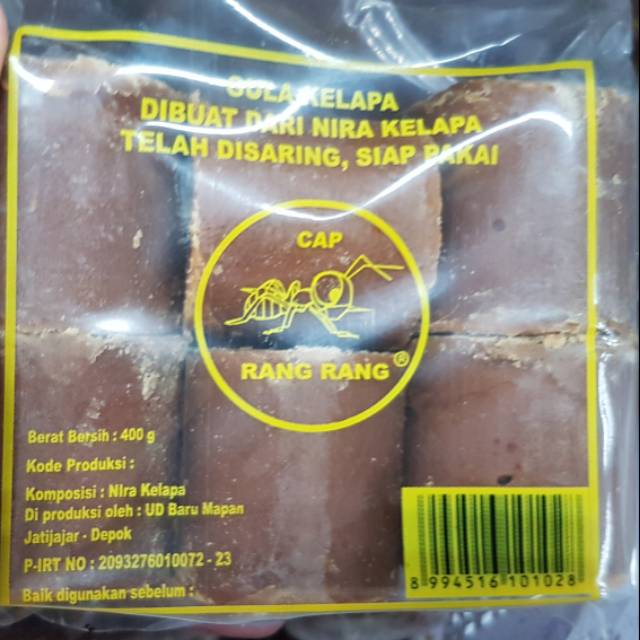 GULA KELAPA
DIBUAT DARI NIRA KELAPA
TELAH DISARING, SIAP PAKAI
CAP
RANG RANG ®
Berat Bersih : 400 g
Kode Produksi :
Komposisi : NIra Kelapa
Di produksi oleh : UD Baru Mapan
Jatijajar - Depok
P-IRT NO : 2093276010072 - 23
Baik digunakan sebelum :
8 994516 101028